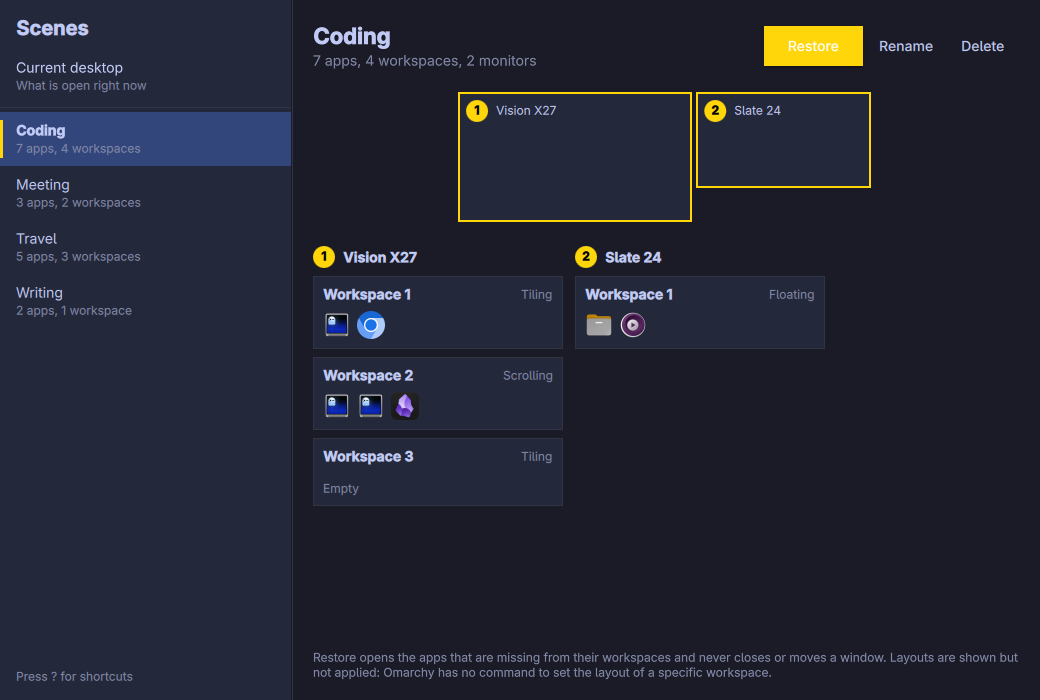 Scenes
Current desktop
What is open right now
Coding
7 apps, 4 workspaces
Meeting
3 apps, 2 workspaces
Travel
5 apps, 3 workspaces
Writing
2 apps, 1 workspace
Press ? for shortcuts
Coding
7 apps, 4 workspaces, 2 monitors
Restore Rename Delete
1 Vision X27
2 Slate 24
1 Vision X27
Workspace 1 Tiling
Workspace 2 Scrolling
Workspace 3 Tiling
Empty
2 Slate 24
Workspace 1 Floating
Restore opens the apps that are missing from their workspaces and never closes or moves a window. Layouts are shown but
not applied: Omarchy has no command to set the layout of a specific workspace.